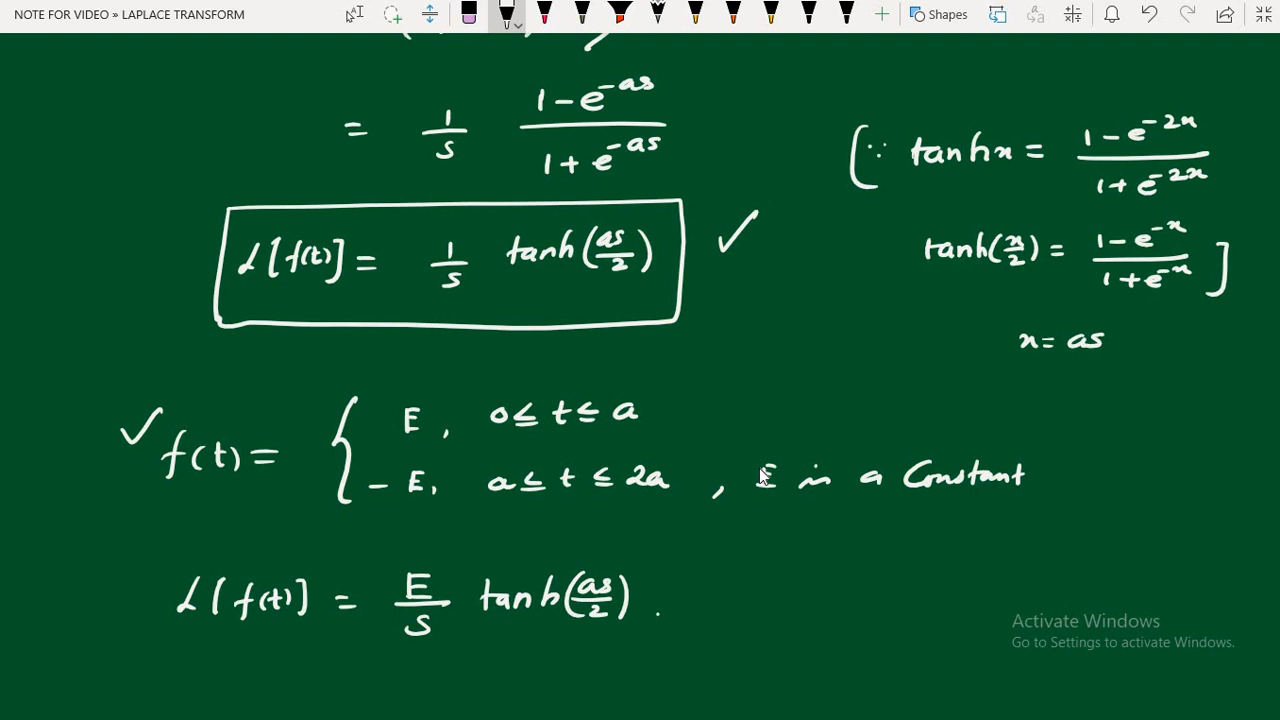 NOTE FOR VIDEO » LAPLACE TRANSFORM
Shapes
= 1/s (1 - e^{-as})/(1 + e^{-as})
(∵ tanhx = (1 - e^{-2x})/(1 + e^{-2x})
L[f(t)] = 1/s tanh(as/2) ✓
tanh(x/2) = (1 - e^{-x})/(1 + e^{-x}) ]
x = as
✓ f(t) = { E, 0 ≤ t ≤ a
- E, a ≤ t ≤ 2a , E is a Constant
L[f(t)] = E/s tanh(as/2) .
Activate Windows
Go to Settings to activate Windows.